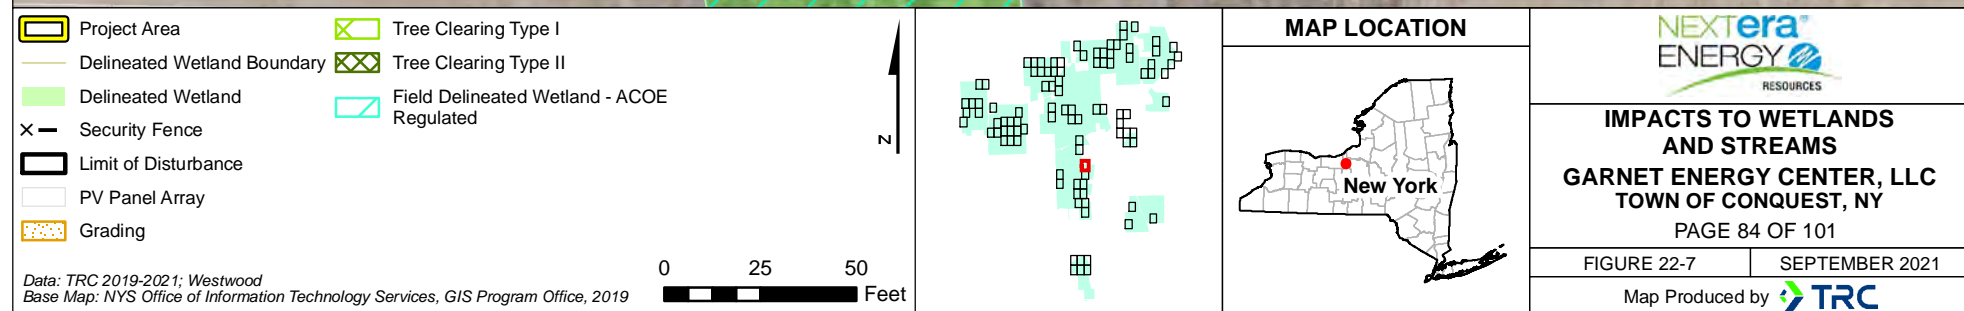 Project Area
Delineated Wetland Boundary
Delineated Wetland
Security Fence
Limit of Disturbance
PV Panel Array
Grading
Tree Clearing Type I
Tree Clearing Type II
Field Delineated Wetland - ACOE
Regulated
Z
Data: TRC 2019-2021; Westwood
Base Map: NYS Office of Information Technology Services, GIS Program Office, 2019
0 25 50
Feet
MAP LOCATION
New York
NEXTera®
ENERGY
RESOURCES
IMPACTS TO WETLANDS
AND STREAMS
GARNET ENERGY CENTER, LLC
TOWN OF CONQUEST, NY
PAGE 84 OF 101
FIGURE 22-7 SEPTEMBER 2021
Map Produced by TRC